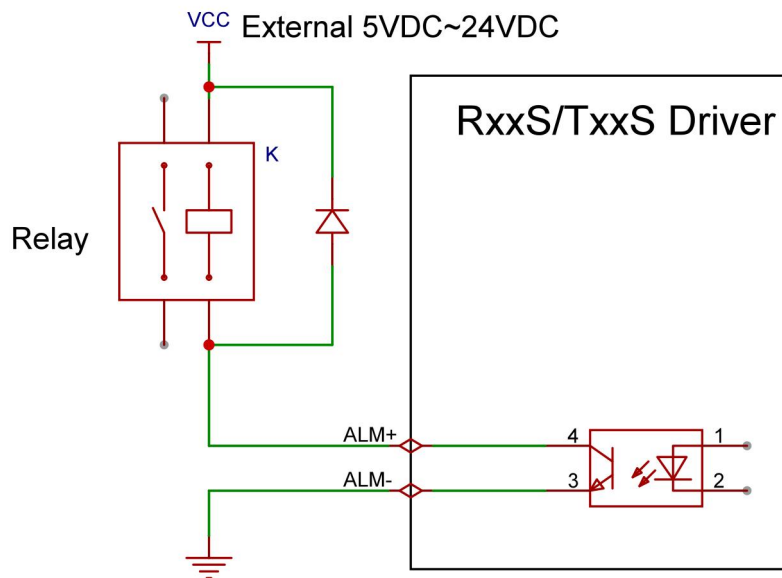 VCC External 5VDC~24VDC
RxxS/TxxS Driver
K
Relay
ALM+ 4 1
ALM- 3 2